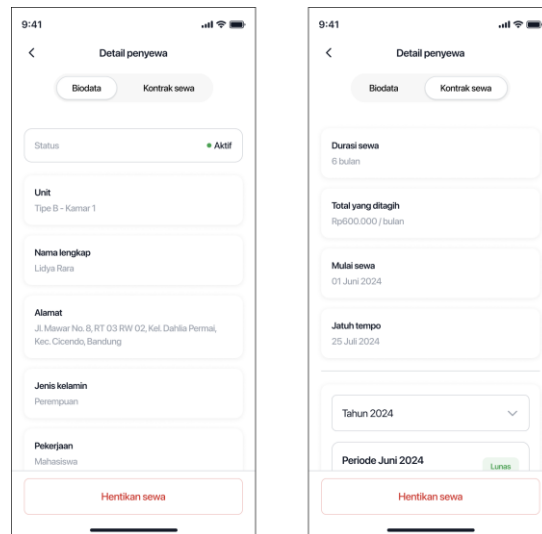 9:41
Detail penyewa
Biodata
Kontrak sewa
Status
Aktif
Unit
Tipe B - Kamar 1
Nama lengkap
Lidya Rara
Alamat
Jl. Mawar No. 8, RT 03 RW 02, Kel. Dahlia Permai,
Kec. Cicendo, Bandung
Jenis kelamin
Perempuan
Pekerjaan
Mahasiswa
Hentikan sewa
9:41
Detail penyewa
Biodata
Kontrak sewa
Durasi sewa
6 bulan
Total yang ditagih
Rp600.000 / bulan
Mulai sewa
01 Juni 2024
Jatuh tempo
25 Juli 2024
Tahun 2024
Periode Juni 2024
Lunas
Hentikan sewa